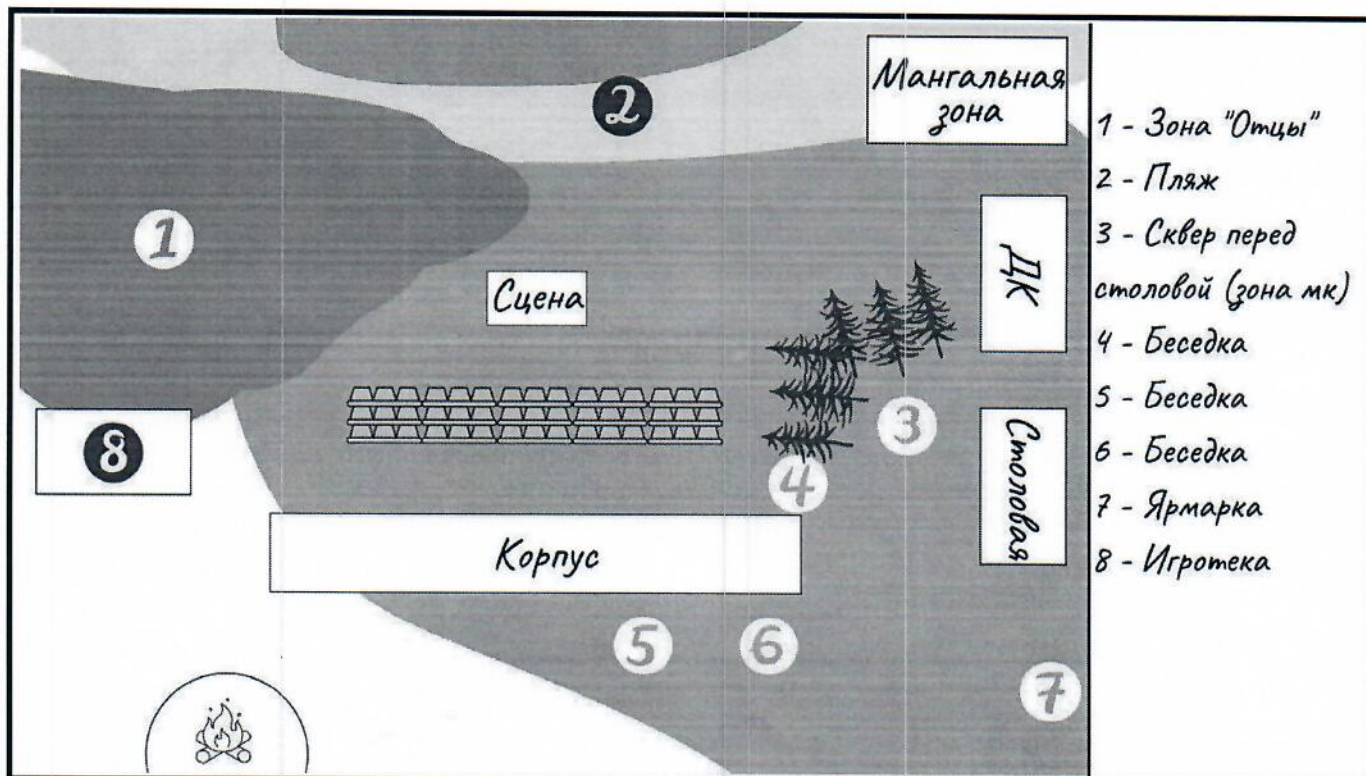 2
Мангальная
зона
1
Сцена
ДК
3
4
8
Столовая
Корпус
5
6
7
1 - Зона "Отцы"
2 - Пляж
3 - Сквер перед
столовой (зона мк)
4 - Беседка
5 - Беседка
6 - Беседка
7 - Ярмарка
8 - Игротека